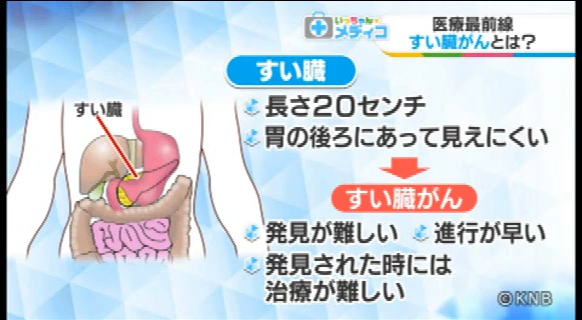 いっちゃん★
メディコ
医療最前線
すい臓がんとは?
すい臓
すい臓
長さ20センチ
胃の後ろにあって見えにくい
すい臓がん
発見が難しい 進行が早い
発見された時には
治療が難しい
©KNB